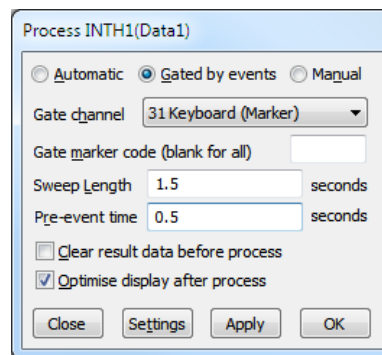 Process INTH1(Data1)
Automatic Gated by events Manual
Gate channel 31 Keyboard (Marker)
Gate marker code (blank for all)
Sweep Length 1.5 seconds
Pre-event time 0.5 seconds
Clear result data before process
Optimise display after process
Close Settings Apply OK